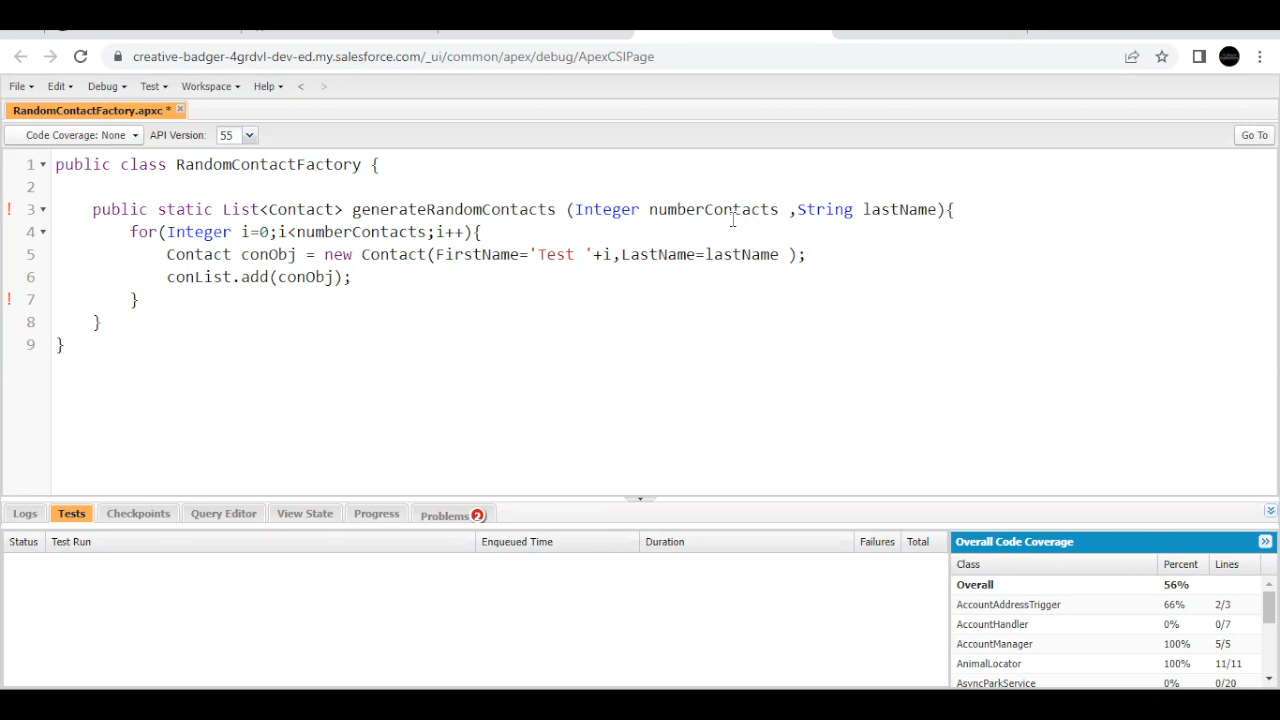 creative-badger-4grdvl-dev-ed.my.salesforce.com/_ui/common/apex/debug/ApexCSIPage
File Edit Debug Test Workspace Help < >
RandomContactFactory.apxc *
Code Coverage: None API Version: 55 Go To
1 public class RandomContactFactory {
2
! 3 public static List<Contact> generateRandomContacts (Integer numberContacts ,String lastName){
4 for(Integer i=0;i<numberContacts;i++){
5 Contact conObj = new Contact(FirstName='Test '+i,LastName=lastName );
6 conList.add(conObj);
! 7 }
8 }
9 }
Logs Tests Checkpoints Query Editor View State Progress Problems 2
Status Test Run Enqueued Time Duration Failures Total Overall Code Coverage
Class Percent Lines
Overall 56%
AccountAddressTrigger 66% 2/3
AccountHandler 0% 0/7
AccountManager 100% 5/5
AnimalLocator 100% 11/11
AsyncParkService 0% 0/20